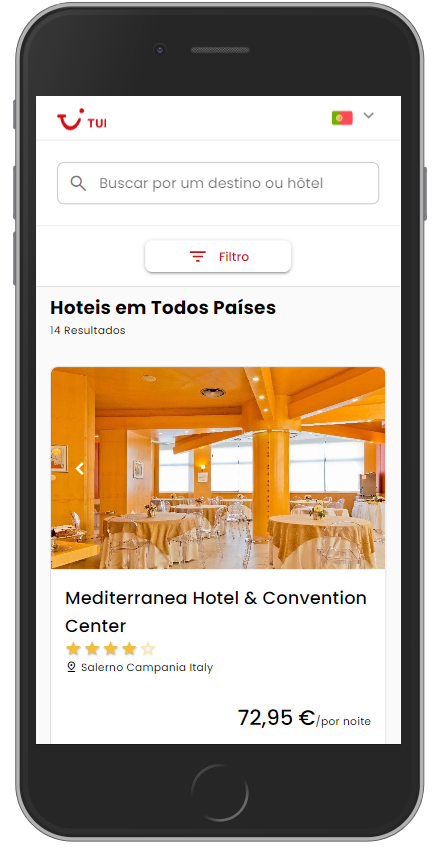 TUI
Buscar por um destino ou hôtel
Filtro
Hoteis em Todos Países
14 Resultados
Mediterranea Hotel & Convention
Center
Salerno Campania Italy
72,95 €/por noite